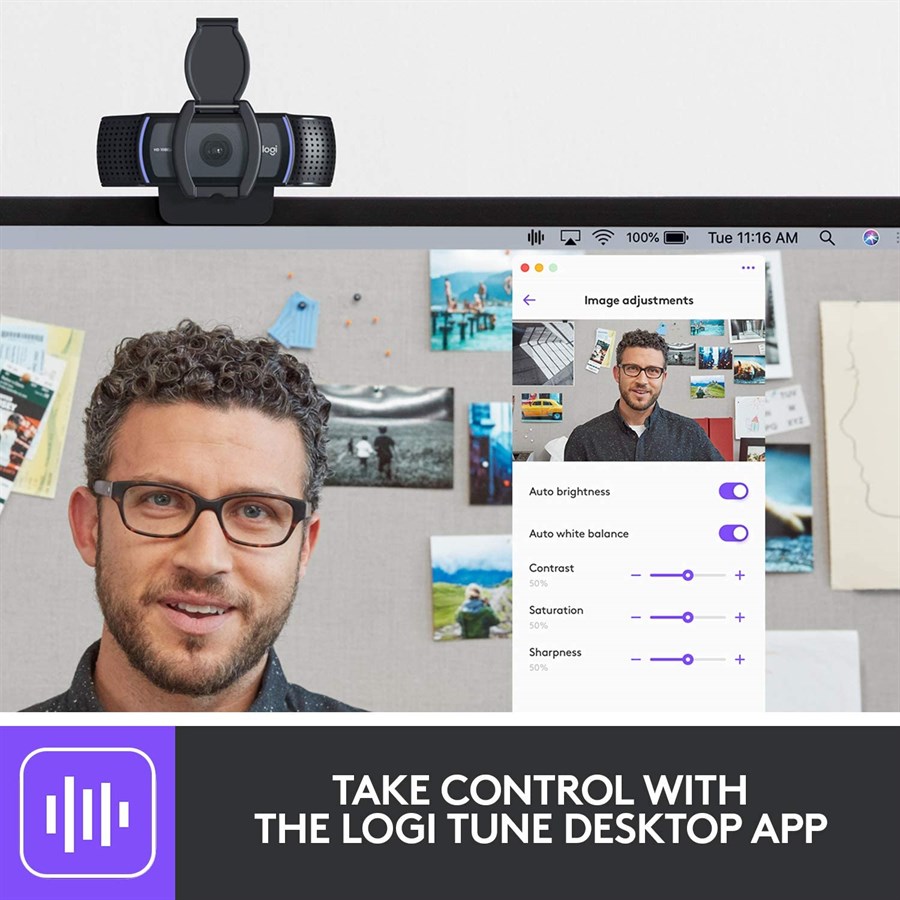 logi
100%
Tue 11:16 AM
Image adjustments
Auto brightness
Auto white balance
Contrast
50%
Saturation
50%
Sharpness
50%
TAKE CONTROL WITH
THE LOGI TUNE DESKTOP APP